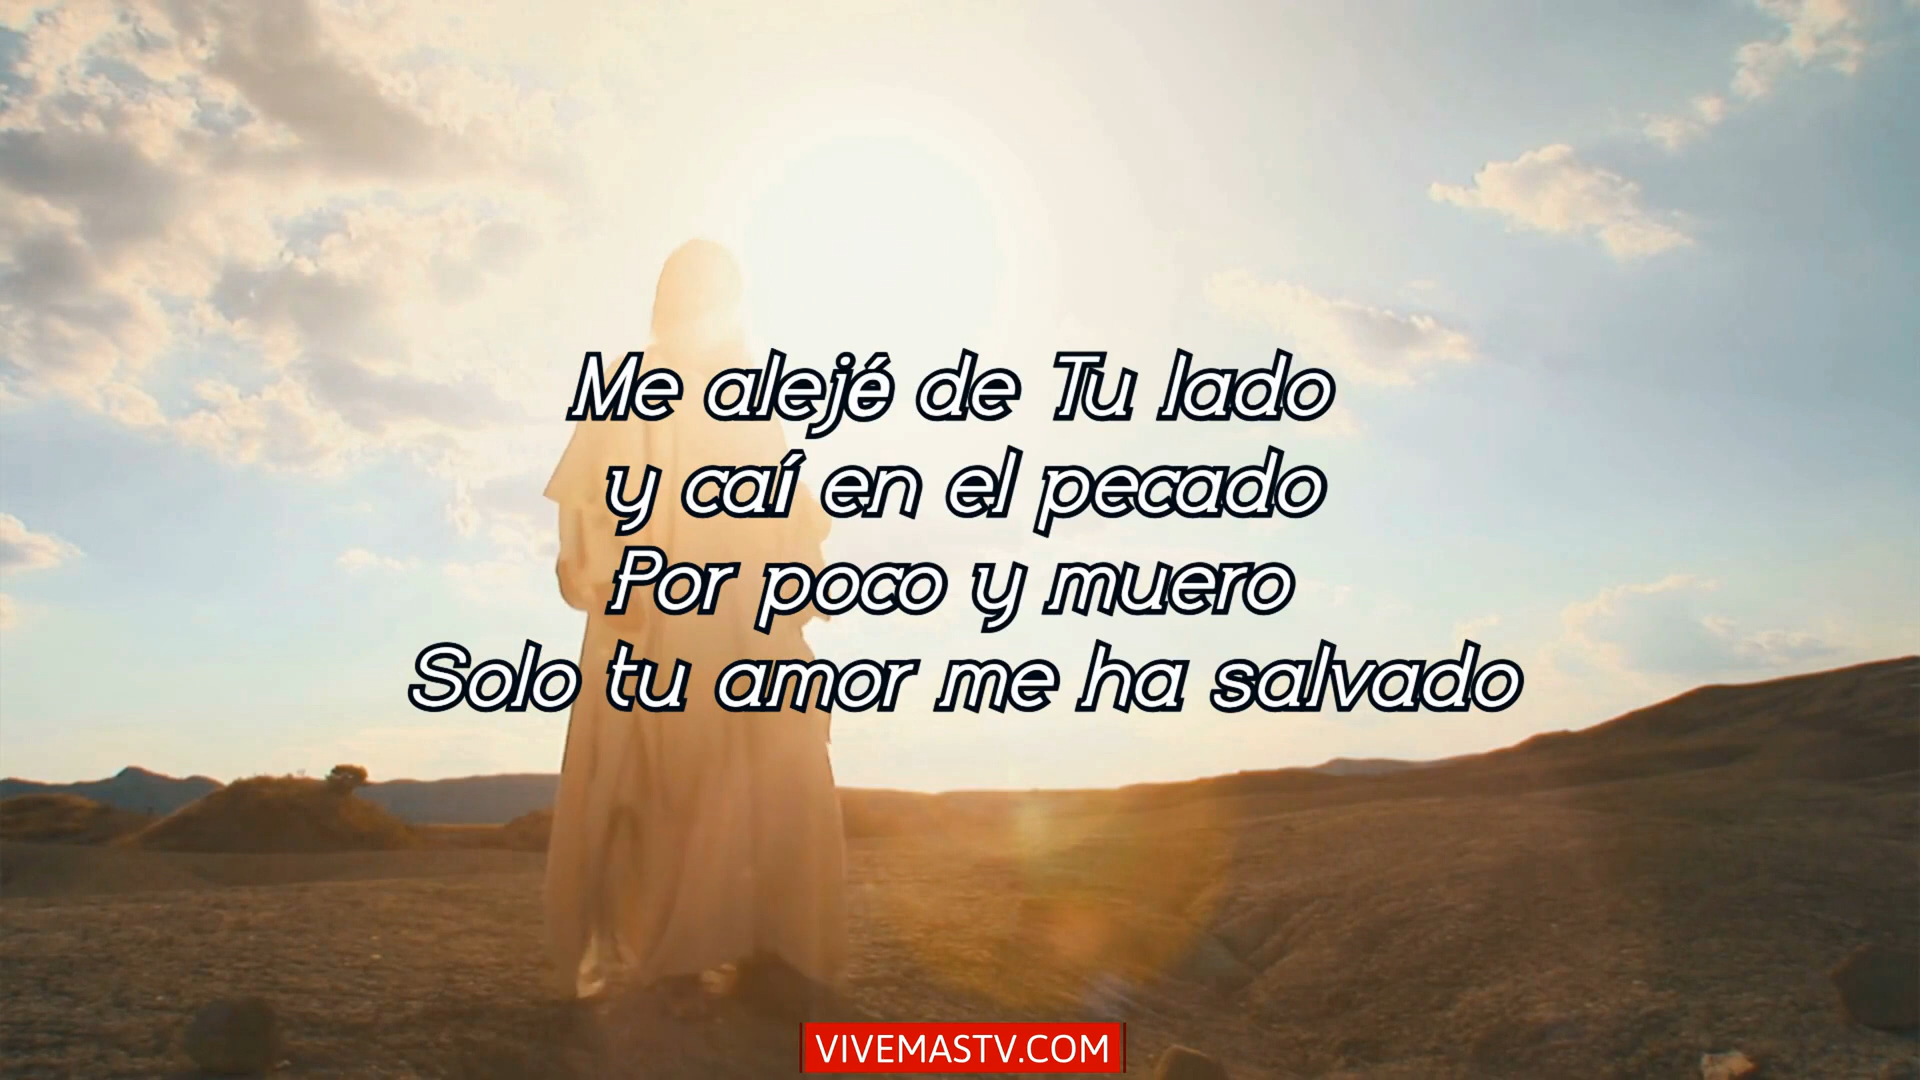 Me alejé de Tu lado
y caí en el pecado
Por poco y muero
Solo tu amor me ha salvado
VIVEMASTV.COM